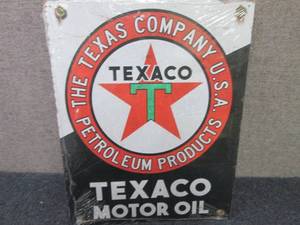 THE TEXAS COMPANY U.S.A.
TEXACO
T
PETROLEUM PRODUCTS
TEXACO
MOTOR OIL